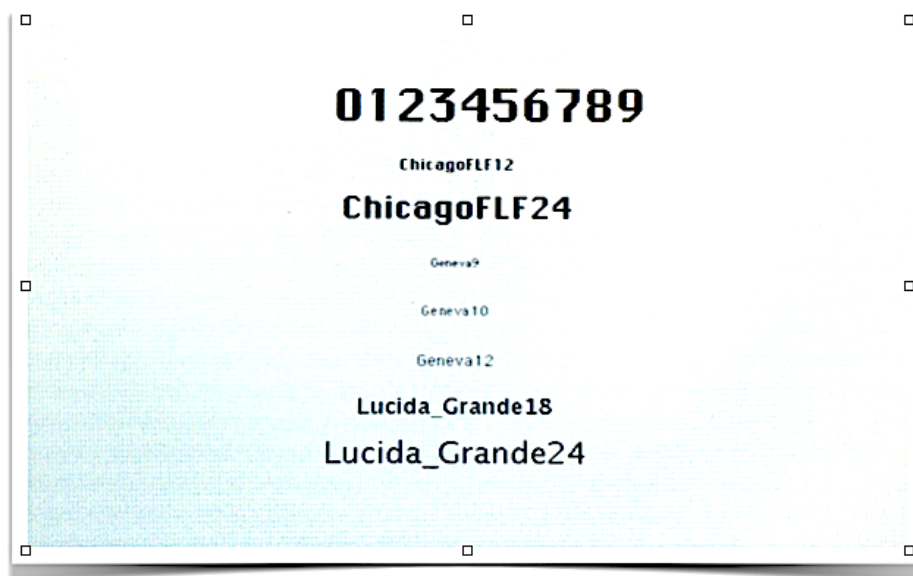 0123456789
ChicagoFLF12
ChicagoFLF24
Geneva9
Geneva10
Geneva12
Lucida_Grande18
Lucida_Grande24